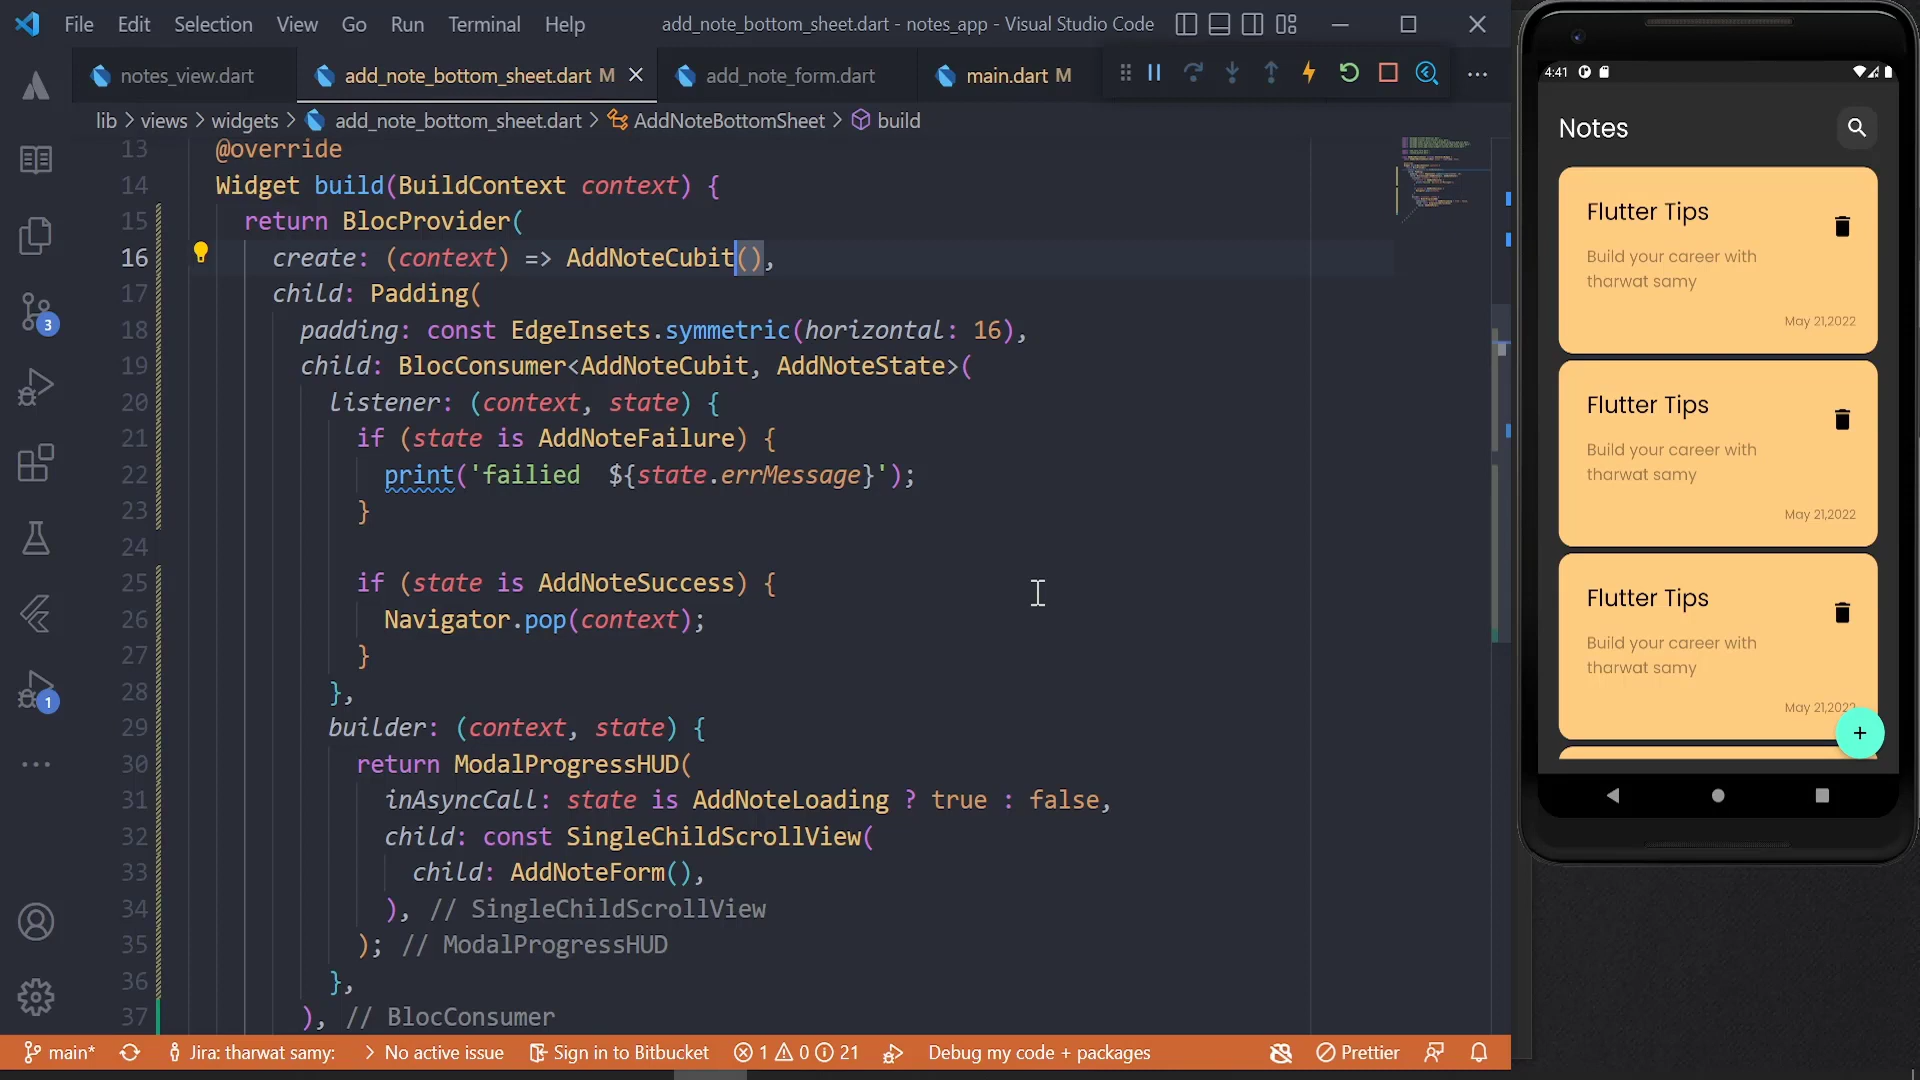 File Edit Selection View Go Run Terminal Help add_note_bottom_sheet.dart - notes_app - Visual Studio Code
notes_view.dart add_note_bottom_sheet.dart M add_note_form.dart main.dart M
lib > views > widgets > add_note_bottom_sheet.dart > AddNoteBottomSheet > build
13 @override
14 Widget build(BuildContext context) {
15 return BlocProvider(
16 create: (context) => AddNoteCubit(),
17 child: Padding(
18 padding: const EdgeInsets.symmetric(horizontal: 16),
19 child: BlocConsumer<AddNoteCubit, AddNoteState>(
20 listener: (context, state) {
21 if (state is AddNoteFailure) {
22 print('failied  ${state.errMessage}');
23 }
24
25 if (state is AddNoteSuccess) {
26 Navigator.pop(context);
27 }
28 },
29 builder: (context, state) {
30 return ModalProgressHUD(
31 inAsyncCall: state is AddNoteLoading ? true : false,
32 child: const SingleChildScrollView(
33 child: AddNoteForm(),
34 ), // SingleChildScrollView
35 ); // ModalProgressHUD
36 },
37 ), // BlocConsumer
3
1
main* Jira: tharwat samy: > No active issue Sign in to Bitbucket 1 0 21 Debug my code + packages Prettier
4:41
Notes
Flutter Tips
Build your career with
tharwat samy
May 21,2022
Flutter Tips
Build your career with
tharwat samy
May 21,2022
Flutter Tips
Build your career with
tharwat samy
May 21,2022
+